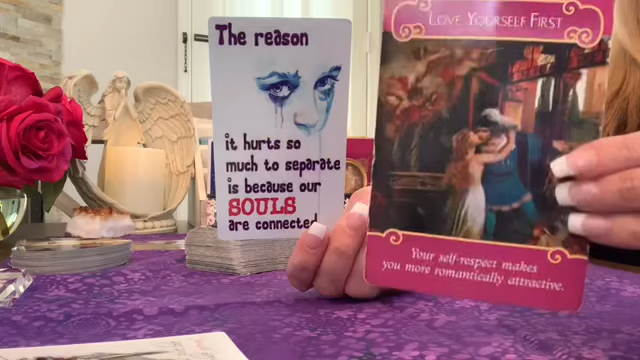 The reason
it hurts so
much to separate
is because our
SOULS
are connected
LOVE YOURSELF FIRST
Your self-respect makes
you more romantically attractive.